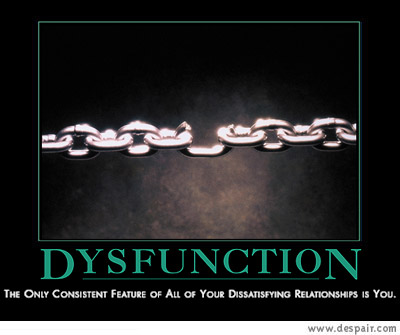 DYSFUNCTION
THE ONLY CONSISTENT FEATURE OF ALL OF YOUR DISSATISFYING RELATIONSHIPS IS YOU.
www.despair.com